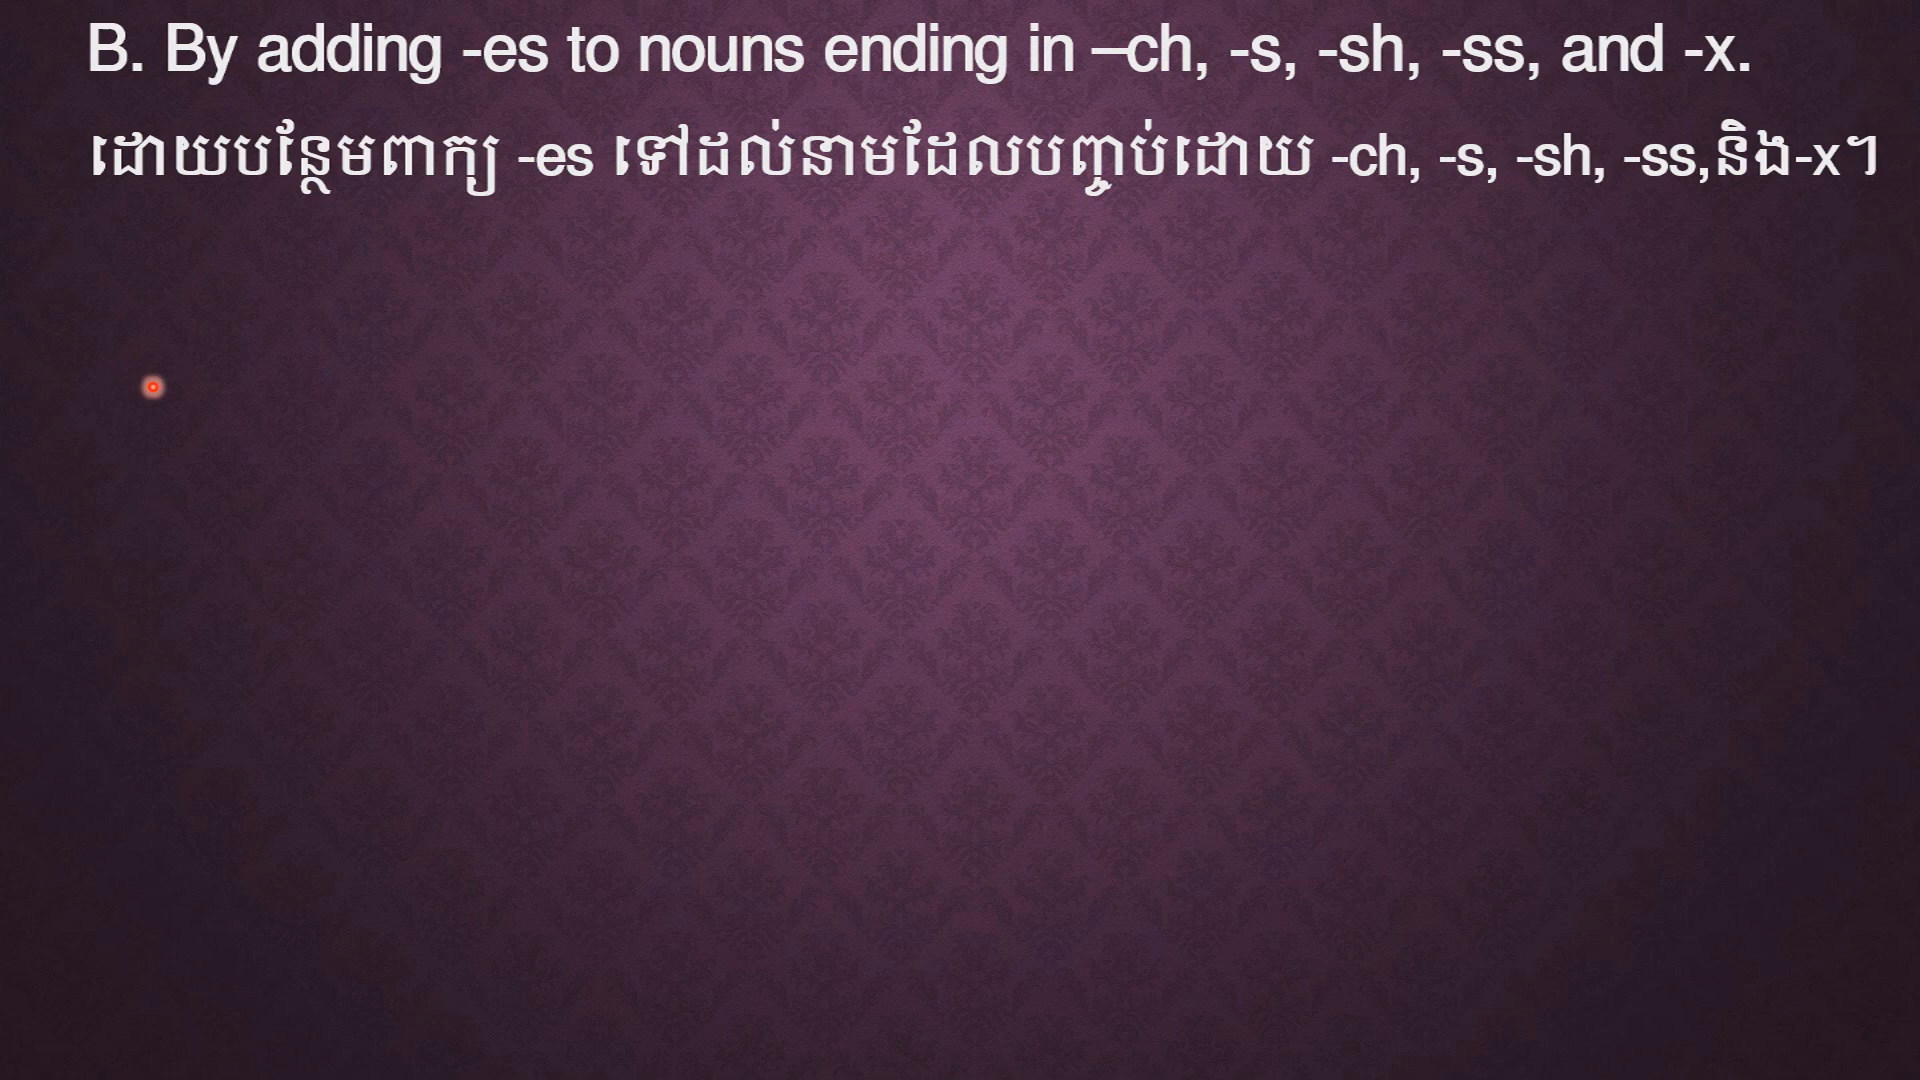 B. By adding -es to nouns ending in –ch, -s, -sh, -ss, and -x.
ដោយបន្ថែមពាក្យ -es ទៅដល់នាមដែលបញ្ចប់ដោយ -ch, -s, -sh, -ss,និង-x។